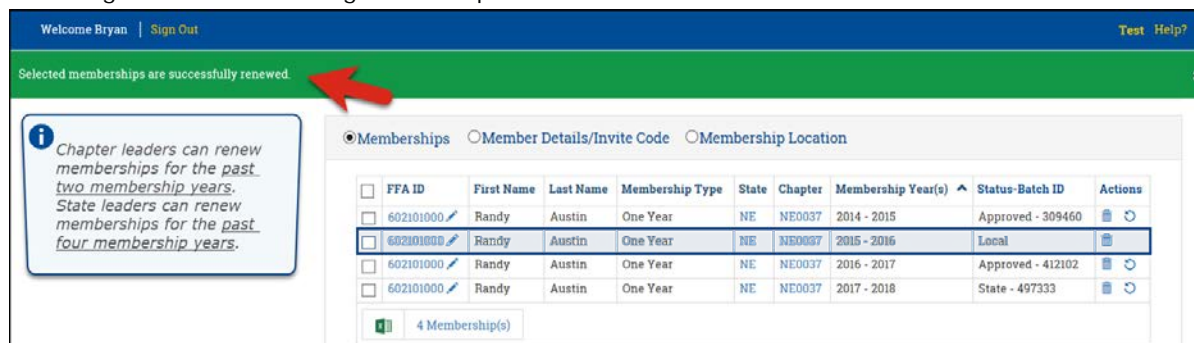 Welcome Bryan | Sign Out
Test Help?
Selected memberships are successfully renewed.
Chapter leaders can renew
memberships for the past
two membership years.
State leaders can renew
memberships for the past
four membership years.
Memberships Member Details/Invite Code Membership Location
FFA ID First Name Last Name Membership Type State Chapter Membership Year(s) Status-Batch ID Actions
602101000 Randy Austin One Year NE NE0037 2014 - 2015 Approved - 309460
602101000 Randy Austin One Year NE NE0037 2015 - 2016 Local
602101000 Randy Austin One Year NE NE0037 2016 - 2017 Approved - 412102
602101000 Randy Austin One Year NE NE0037 2017 - 2018 State - 497333
4 Membership(s)